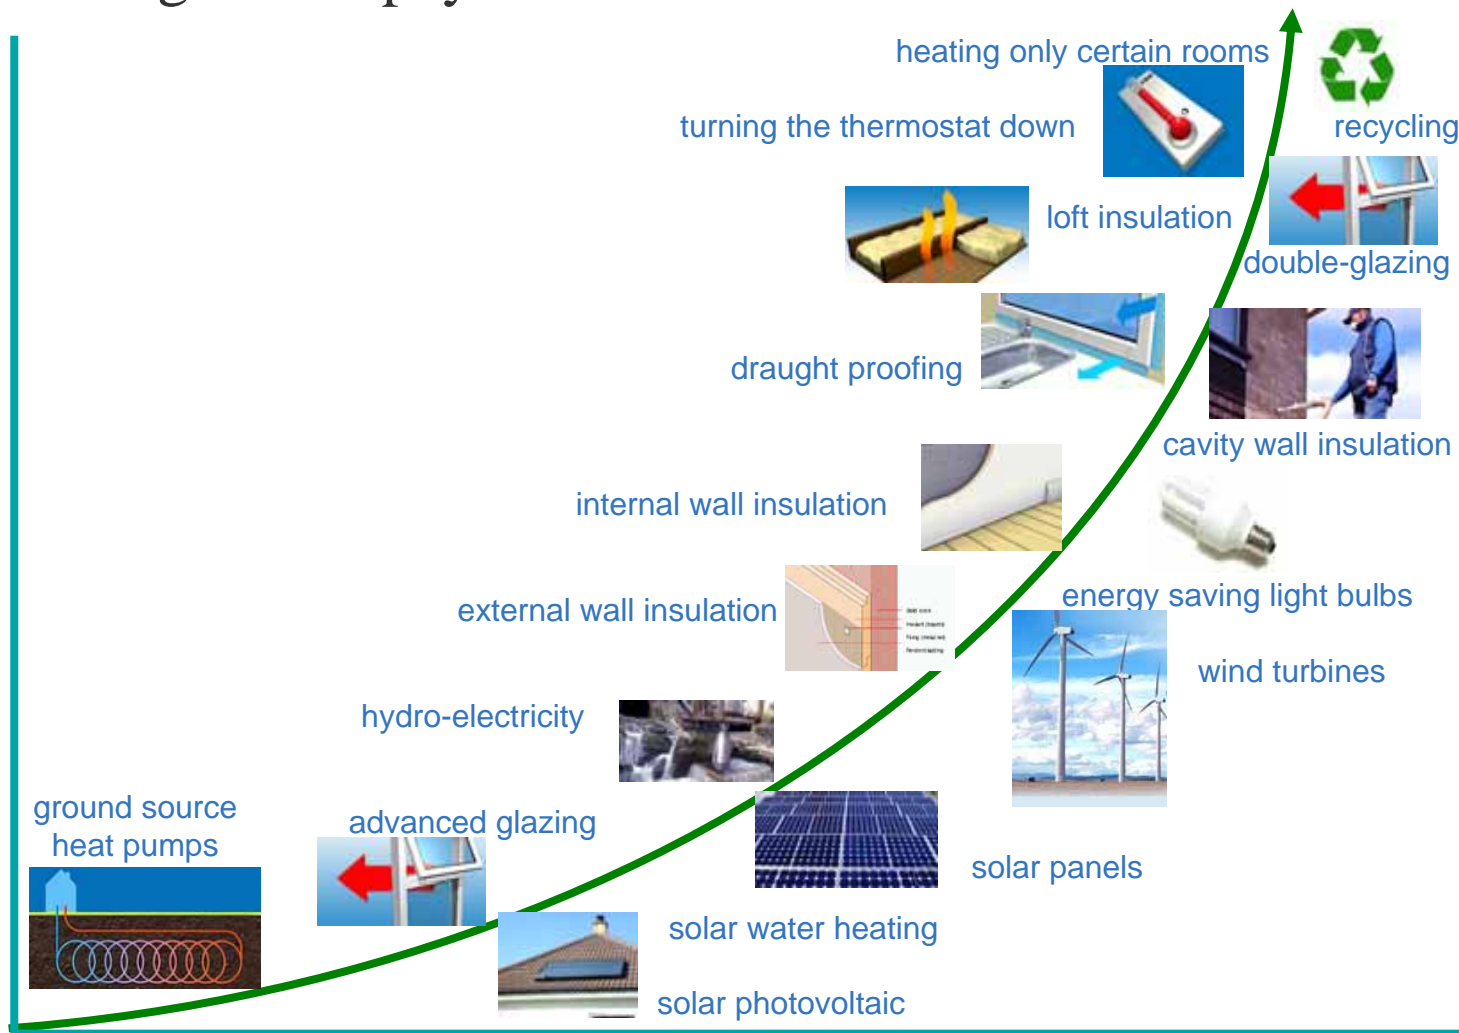 heating only certain rooms
turning the thermostat down
recycling
loft insulation
double-glazing
draught proofing
cavity wall insulation
internal wall insulation
energy saving light bulbs
external wall insulation
wind turbines
hydro-electricity
ground source
heat pumps
advanced glazing
solar panels
solar water heating
solar photovoltaic